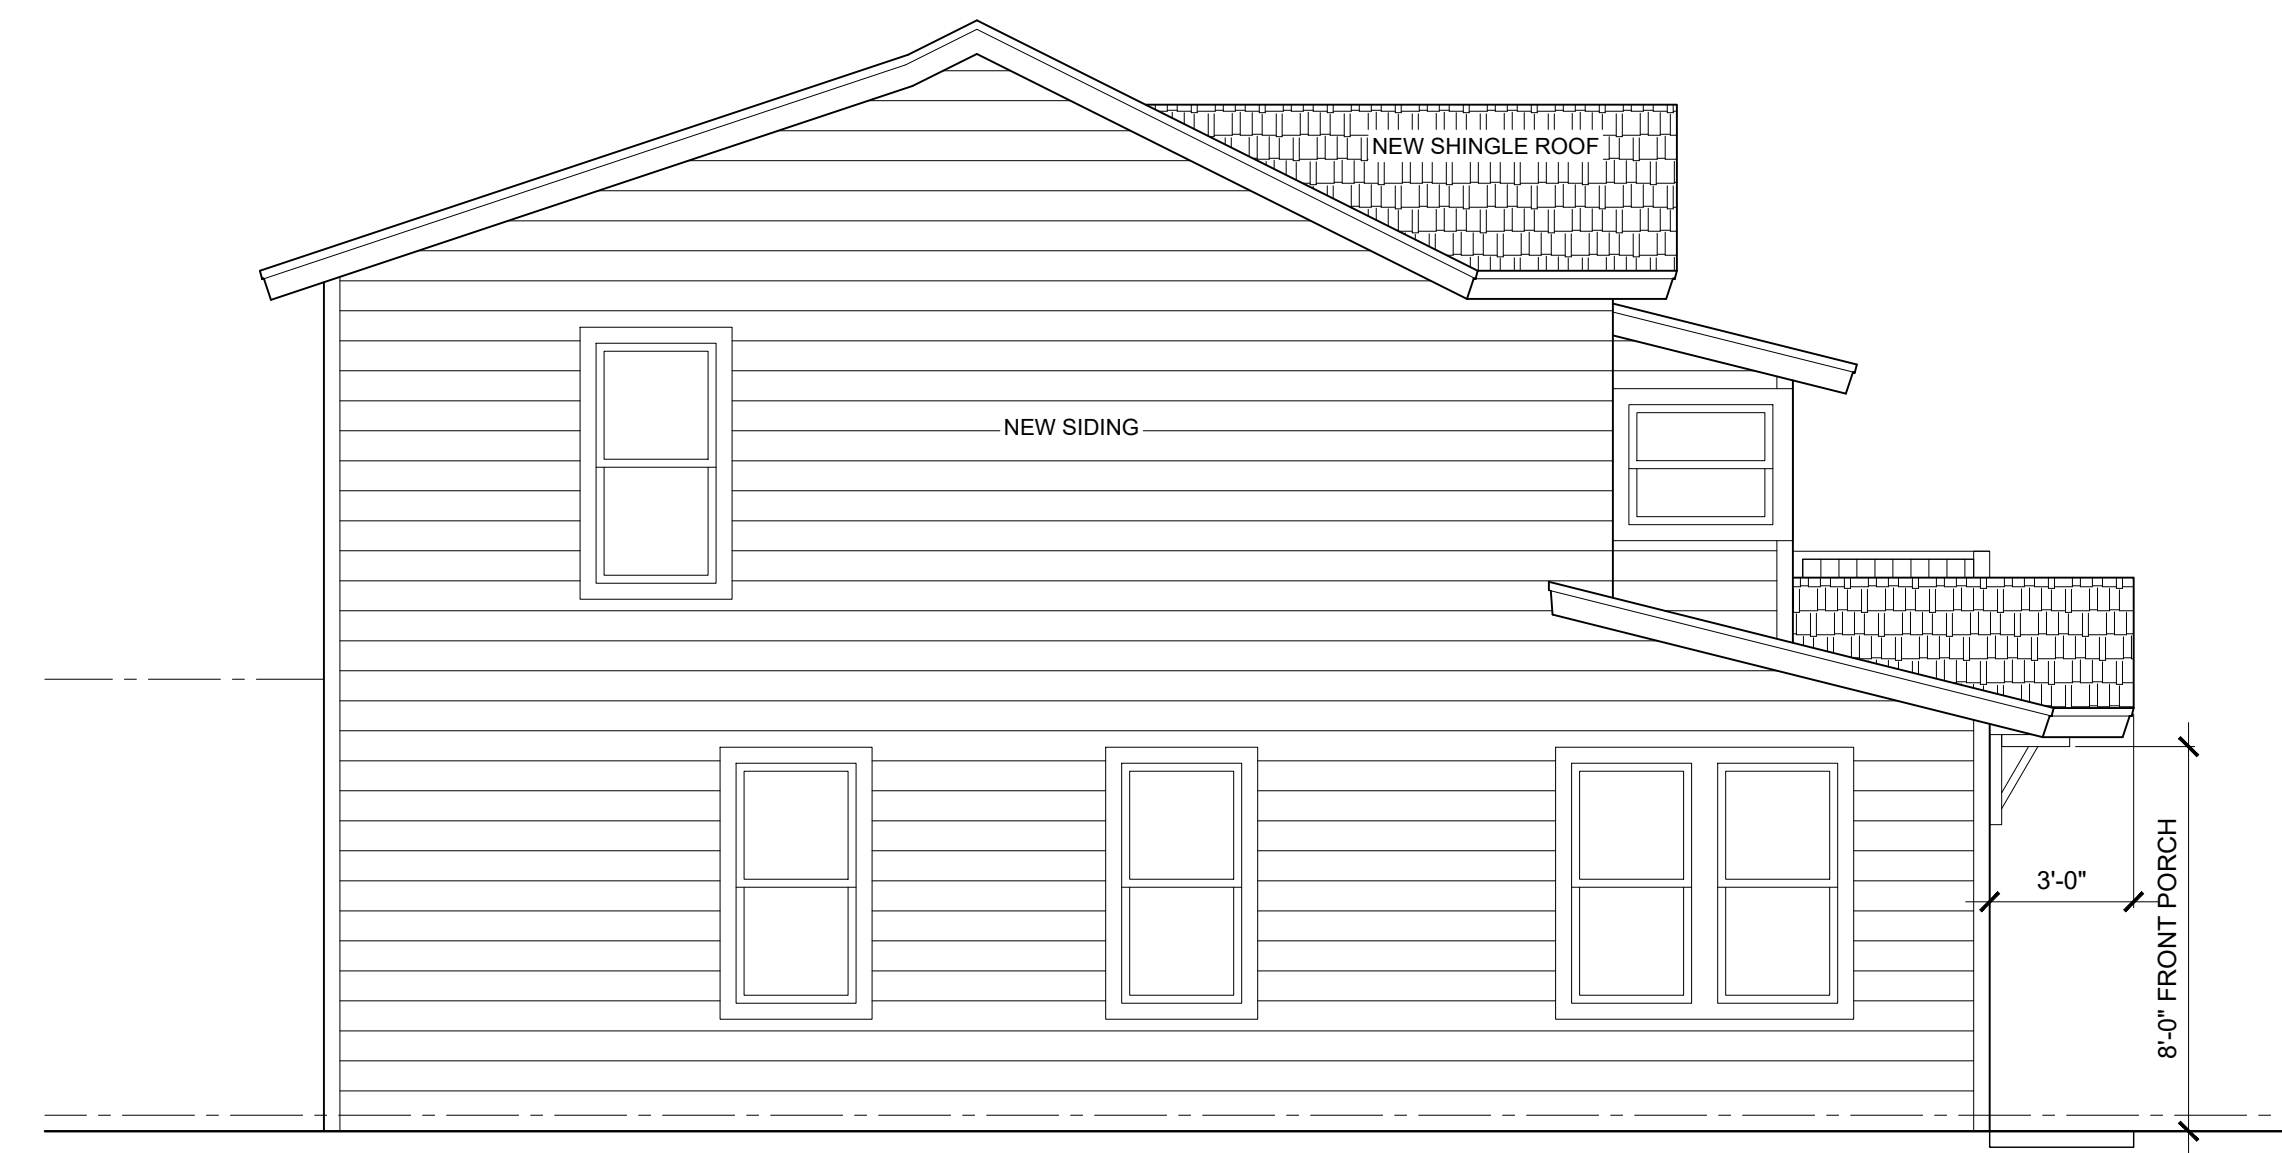 NEW SHINGLE ROOF
NEW SIDING
3'-0"
8'-0" FRONT PORCH